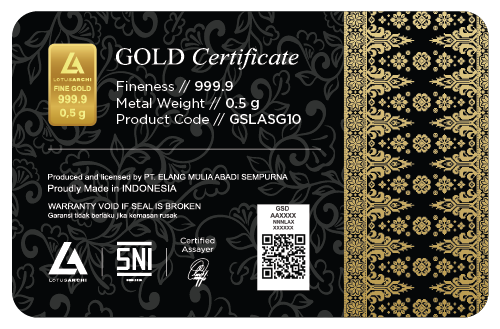 GOLD Certificate
LOTUSARCHI
FINE GOLD
999.9
0,5 g
Fineness // 999.9
Metal Weight // 0.5 g
Product Code // GSLASG10
Produced and licensed by PT. ELANG MULIA ABADI SEMPURNA
Proudly Made in INDONESIA
WARRANTY VOID IF SEAL IS BROKEN
Garansi tidak berlaku jika kemasan rusak
LOTUSARCHI
SNI
Certified
Assayer
GSD
AAXXXX
NNNLAX
XXXXXX